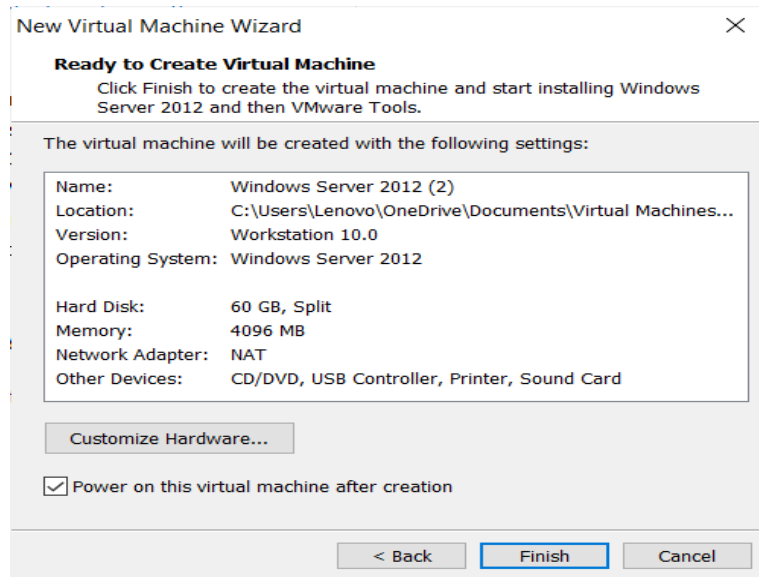 New Virtual Machine Wizard
Ready to Create Virtual Machine
Click Finish to create the virtual machine and start installing Windows
Server 2012 and then VMware Tools.
The virtual machine will be created with the following settings:
Name: Windows Server 2012 (2)
Location: C:\Users\Lenovo\OneDrive\Documents\Virtual Machines...
Version: Workstation 10.0
Operating System: Windows Server 2012
Hard Disk: 60 GB, Split
Memory: 4096 MB
Network Adapter: NAT
Other Devices: CD/DVD, USB Controller, Printer, Sound Card
Customize Hardware...
Power on this virtual machine after creation
< Back Finish Cancel